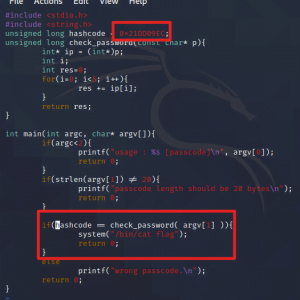 File Actions Edit View Help
#include <stdio.h>
#include <string.h>
unsigned long hashcode = 0x21DD09EC;
unsigned long check_password(const char* p){
int* ip = (int*)p;
int i;
int res=0;
for(i=0; i<5; i++){
res += ip[i];
}
return res;
}
int main(int argc, char* argv[]){
if(argc<2){
printf("usage : %s [passcode]\n", argv[0]);
return 0;
}
if(strlen(argv[1]) ≠ 20){
printf("passcode length should be 20 bytes\n");
return 0;
}
if(hashcode == check_password( argv[1] )){
system("/bin/cat flag");
return 0;
}
else
printf("wrong passcode.\n");
return 0;
}